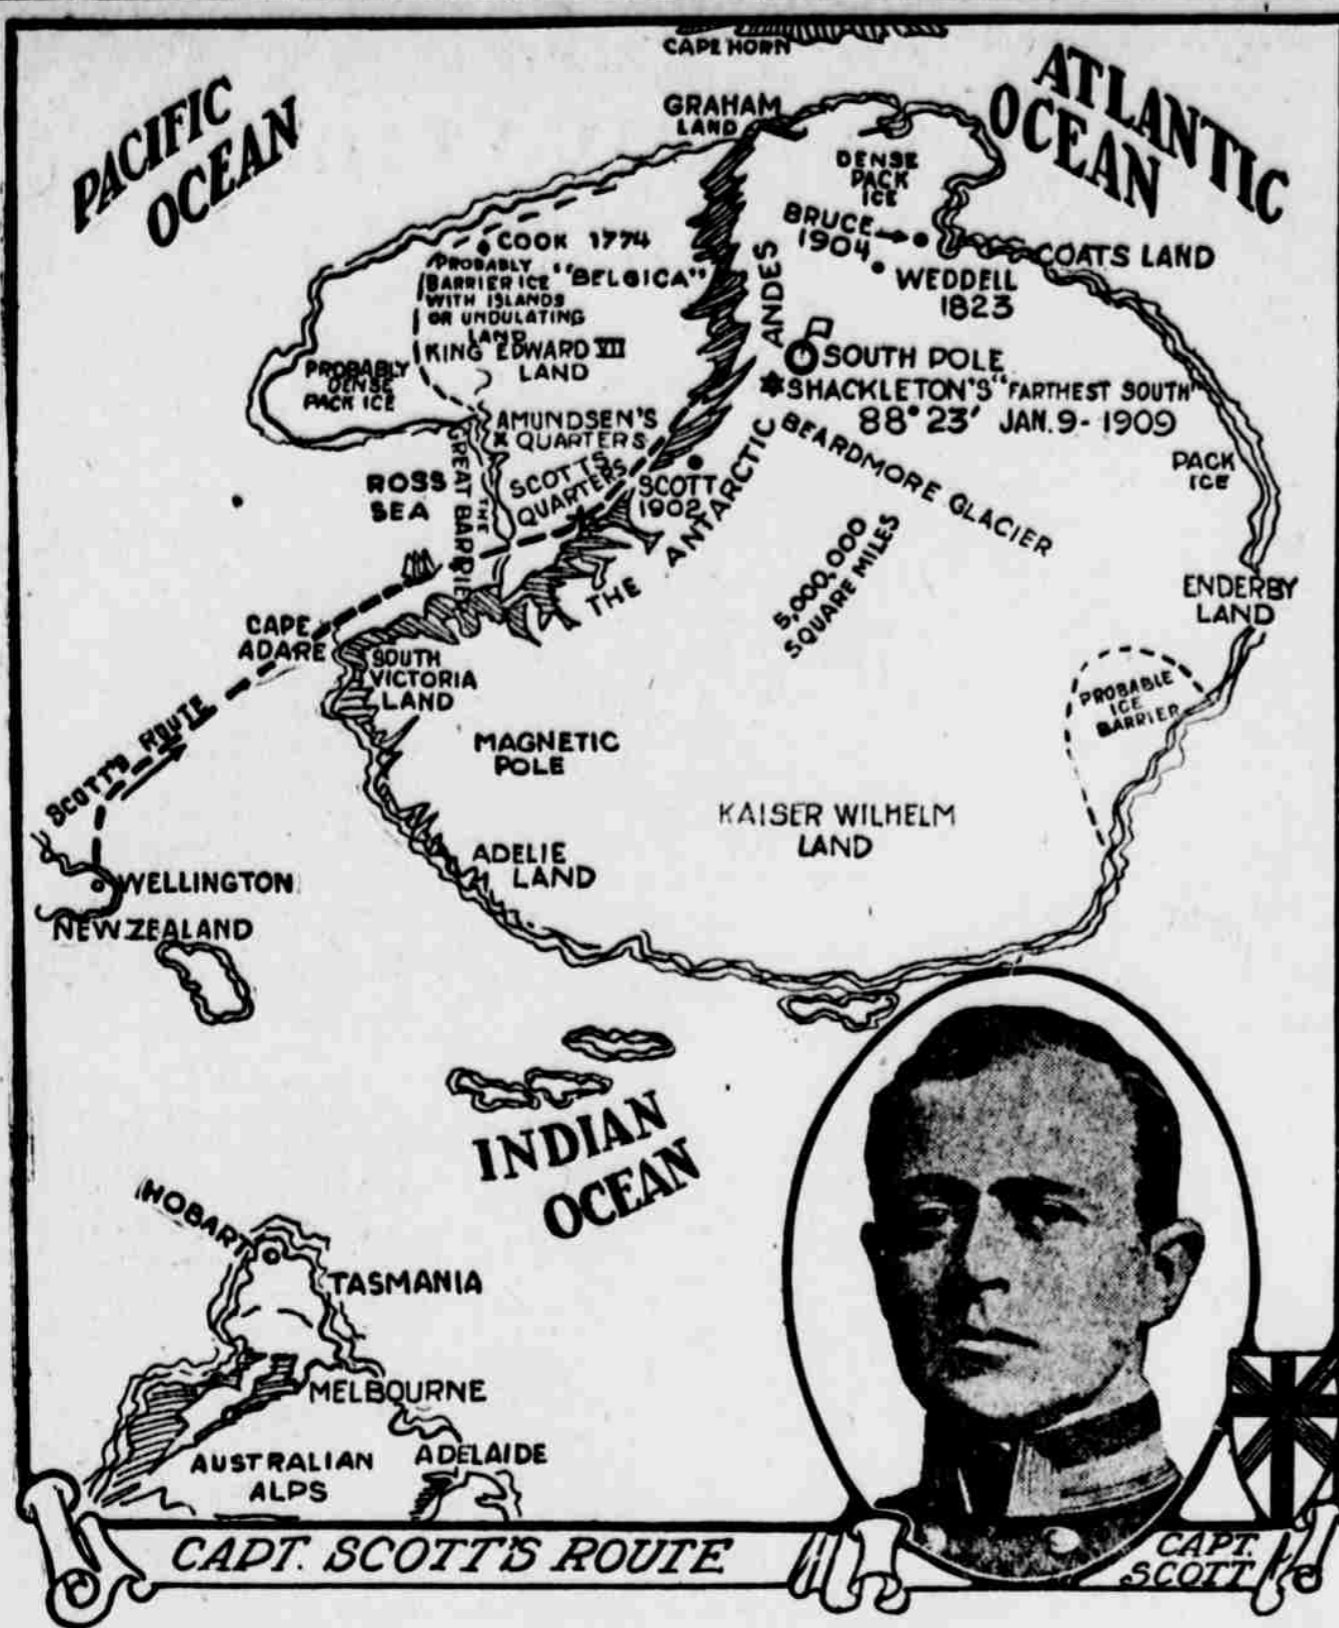 CAPE HORN
PACIFIC
OCEAN
ATLANTIC
OCEAN
GRAHAM
LAND
DENSE
PACK
ICE
BRUCE
1904
COATS LAND
WEDDELL
1823
COOK 1774
PROBABLY
BARRIER ICE
WITH ISLANDS
OR UNDULATING
LAND
"BELGICA"
KING EDWARD VII
LAND
PROBABLY
DENSE
PACK ICE
SOUTH POLE
SHACKLETON'S "FARTHEST SOUTH"
88° 23' JAN. 9 - 1909
AMUNDSEN'S
QUARTERS
SCOTT'S
QUARTERS
SCOTT
1902
THE ANTARCTIC ANDES
BEARDMORE GLACIER
PACK
ICE
ROSS
SEA
THE
GREAT BARRIE
5,000,000
SQUARE MILES
ENDERBY
LAND
CAPE
ADARE
SOUTH
VICTORIA
LAND
PROBABLE
ICE
BARRIER
SCOTT'S ROUTE
MAGNETIC
POLE
KAISER WILHELM
LAND
ADELIE
LAND
WELLINGTON
NEW ZEALAND
INDIAN
OCEAN
HOBART
TASMANIA
MELBOURNE
AUSTRALIAN
ALPS
ADELAIDE
CAPT. SCOTT'S ROUTE
CAPT.
SCOTT